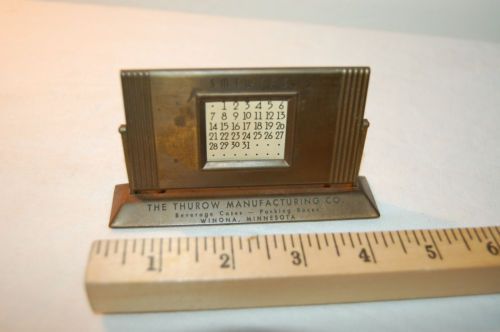 S M T W T F S
· 1 2 3 4 5 6
7 8 9 10 11 12 13
14 15 16 17 18 19 20
21 22 23 24 25 26 27
28 29 30 31 · · ·
THE THUROW MANUFACTURING CO.
Beverage Cases — Packing Boxes
WINONA, MINNESOTA
1 2 3 4 5 6